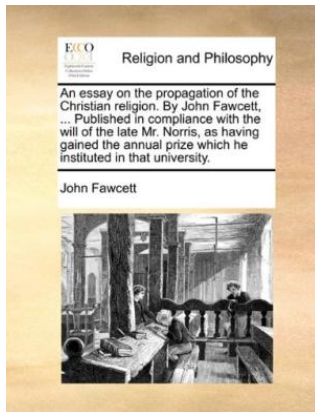 ECCO
Religion and Philosophy
An essay on the propagation of the
Christian religion. By John Fawcett,
... Published in compliance with the
will of the late Mr. Norris, as having
gained the annual prize which he
instituted in that university.
John Fawcett